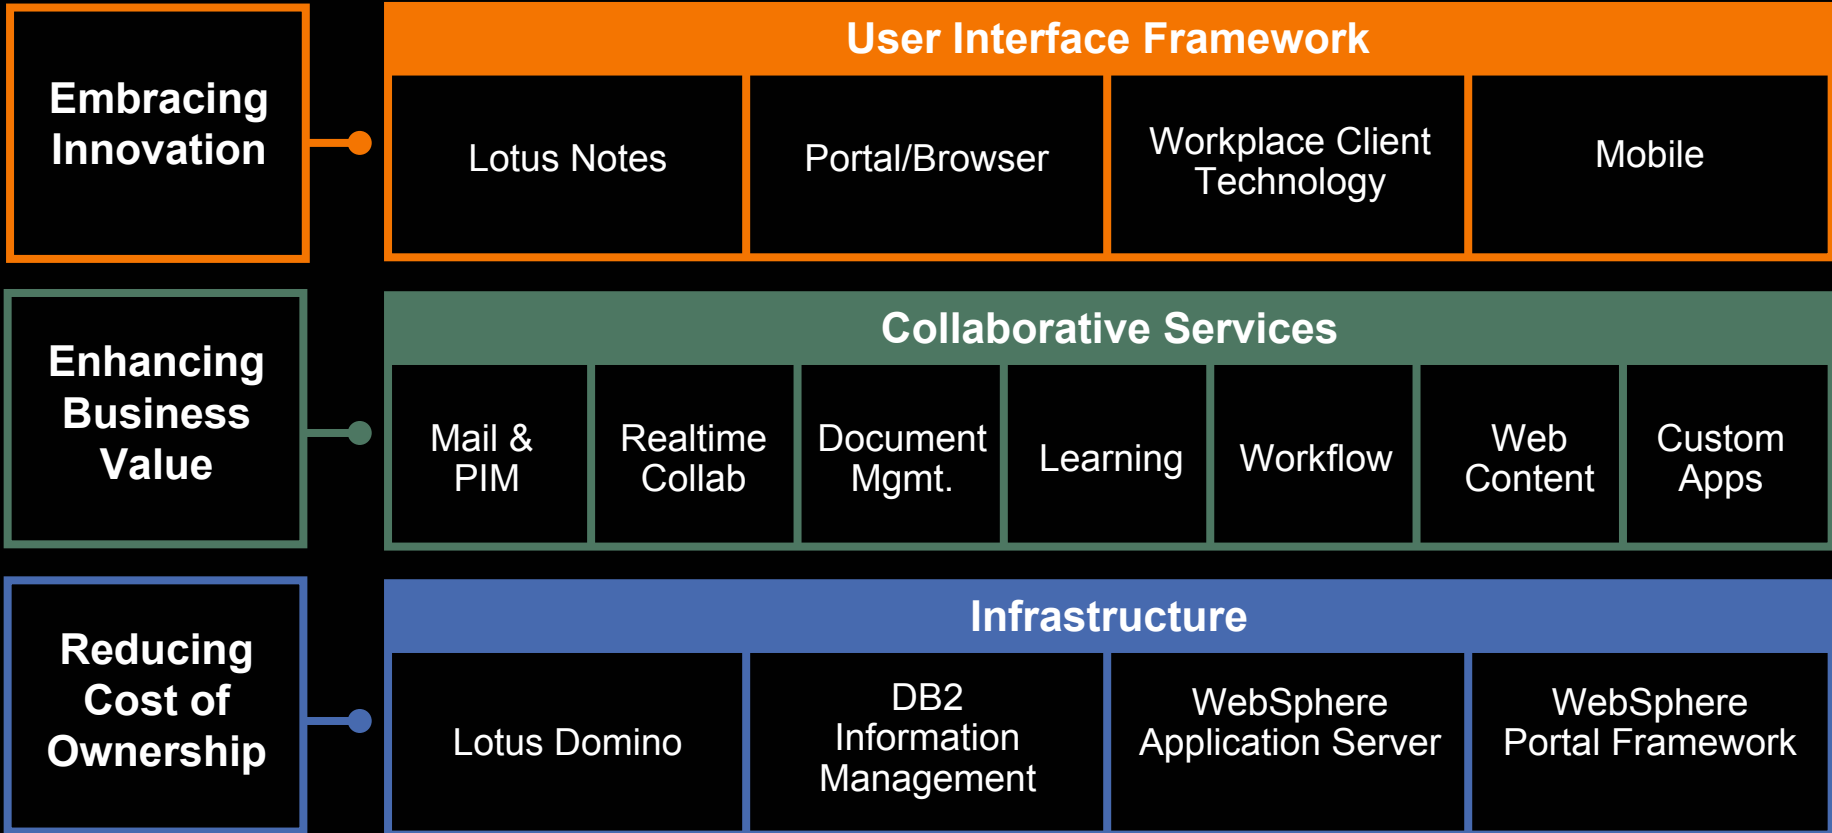 Embracing
Innovation
User Interface Framework
Lotus Notes
Portal/Browser
Workplace Client
Technology
Mobile
Enhancing
Business
Value
Collaborative Services
Mail &
PIM
Realtime
Collab
Document
Mgmt.
Learning
Workflow
Web
Content
Custom
Apps
Reducing
Cost of
Ownership
Infrastructure
Lotus Domino
DB2
Information
Management
WebSphere
Application Server
WebSphere
Portal Framework